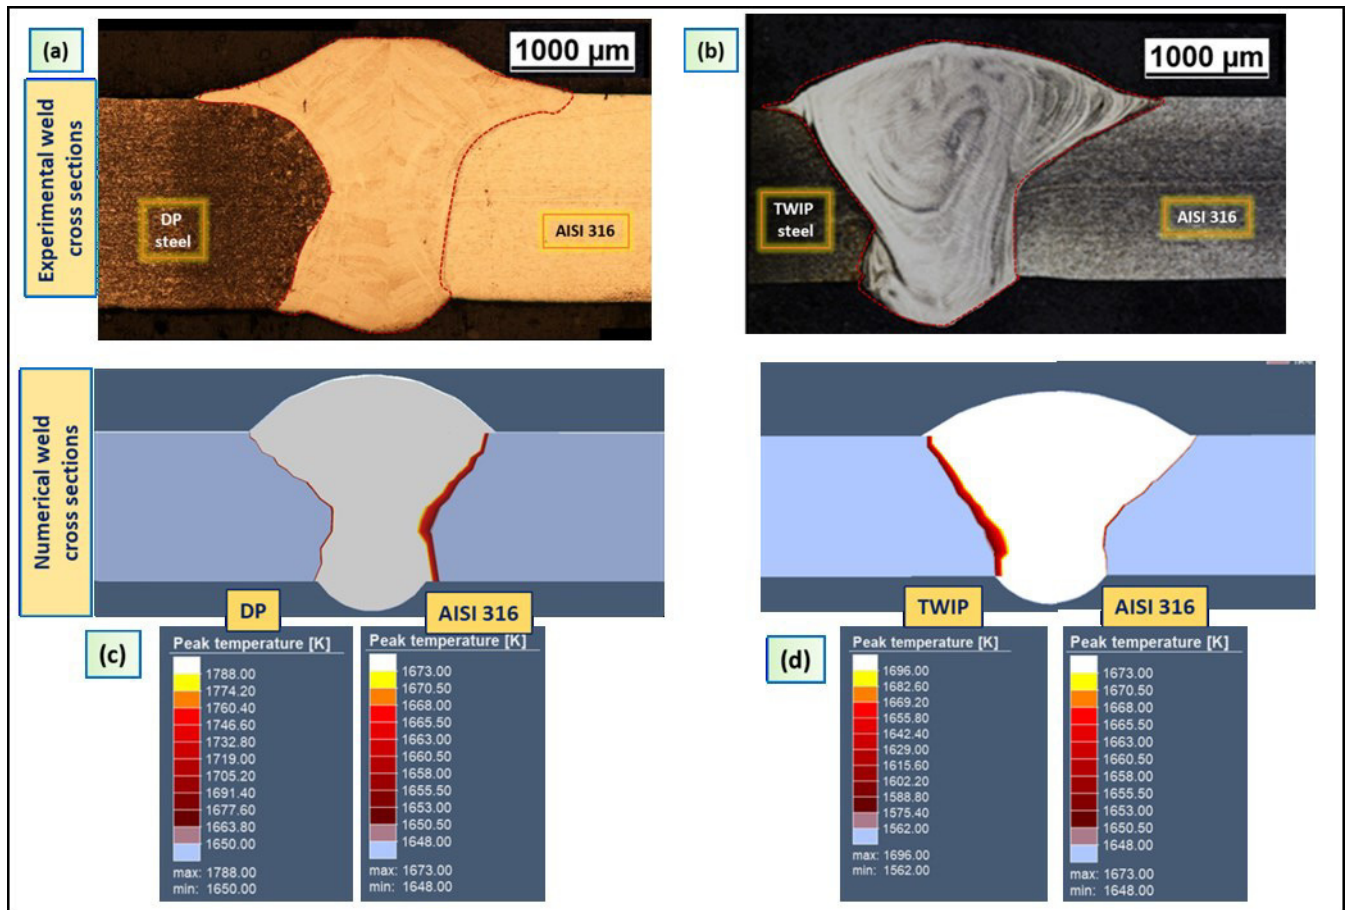 (a)
1000 µm
(b)
1000 µm
Experimental weld
cross sections
DP
steel
AISI 316
TWIP
steel
AISI 316
Numerical weld
cross sections
DP
AISI 316
TWIP
AISI 316
(c)
Peak temperature [K]
1788.00
1774.20
1760.40
1746.60
1732.80
1719.00
1705.20
1691.40
1677.60
1663.80
1650.00
max: 1788.00
min: 1650.00
Peak temperature [K]
1673.00
1670.50
1668.00
1665.50
1663.00
1660.50
1658.00
1655.50
1653.00
1650.50
1648.00
max: 1673.00
min: 1648.00
(d)
Peak temperature [K]
1696.00
1682.60
1669.20
1655.80
1642.40
1629.00
1615.60
1602.20
1588.80
1575.40
1562.00
max: 1696.00
min: 1562.00
Peak temperature [K]
1673.00
1670.50
1668.00
1665.50
1663.00
1660.50
1658.00
1655.50
1653.00
1650.50
1648.00
max: 1673.00
min: 1648.00